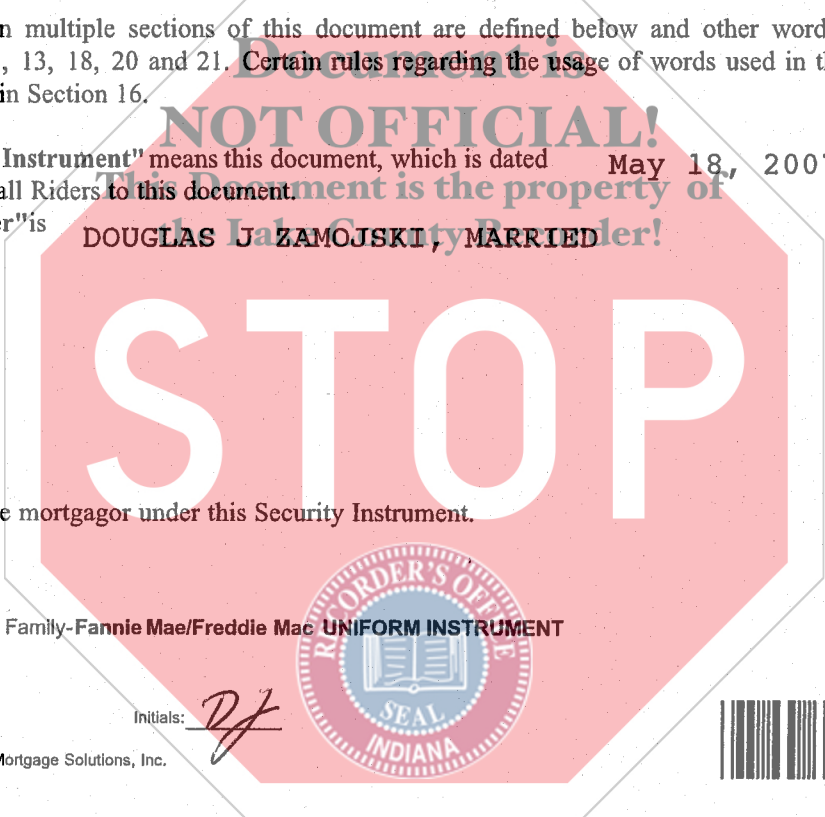 n multiple sections of this document are defined below and other word
, 13, 18, 20 and 21. Certain rules regarding the usage of words used in t
in Section 16.
Document is
NOT OFFICIAL!
This Document is the property of
the Lake County Recorder!
Instrument" means this document, which is dated May 18, 2007
all Riders to this document.
r" is
DOUGLAS J ZAMOJSKI, MARRIED
STOP
e mortgagor under this Security Instrument.
RECORDER'S OFFICE
SEAL
INDIANA
Family-Fannie Mae/Freddie Mac UNIFORM INSTRUMENT
Initials: DJ
Mortgage Solutions, Inc.